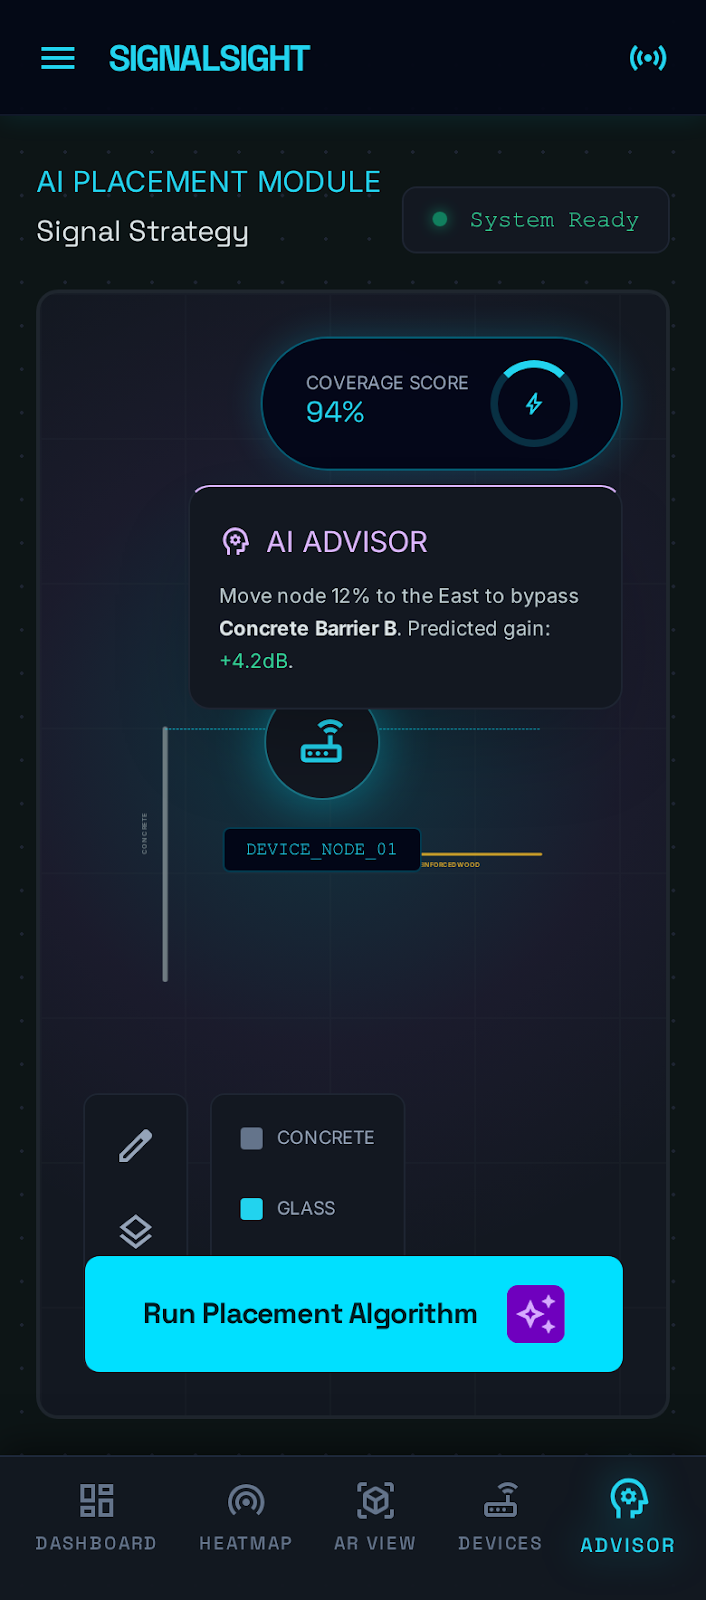 SIGNALSIGHT
AI PLACEMENT MODULE
Signal Strategy
System Ready
COVERAGE SCORE
94%
AI ADVISOR
Move node 12% to the East to bypass
Concrete Barrier B. Predicted gain:
+4.2dB.
CONCRETE
DEVICE_NODE_01
INFORCED WOOD
CONCRETE
GLASS
Run Placement Algorithm
DASHBOARD
HEATMAP
AR VIEW
DEVICES
ADVISOR